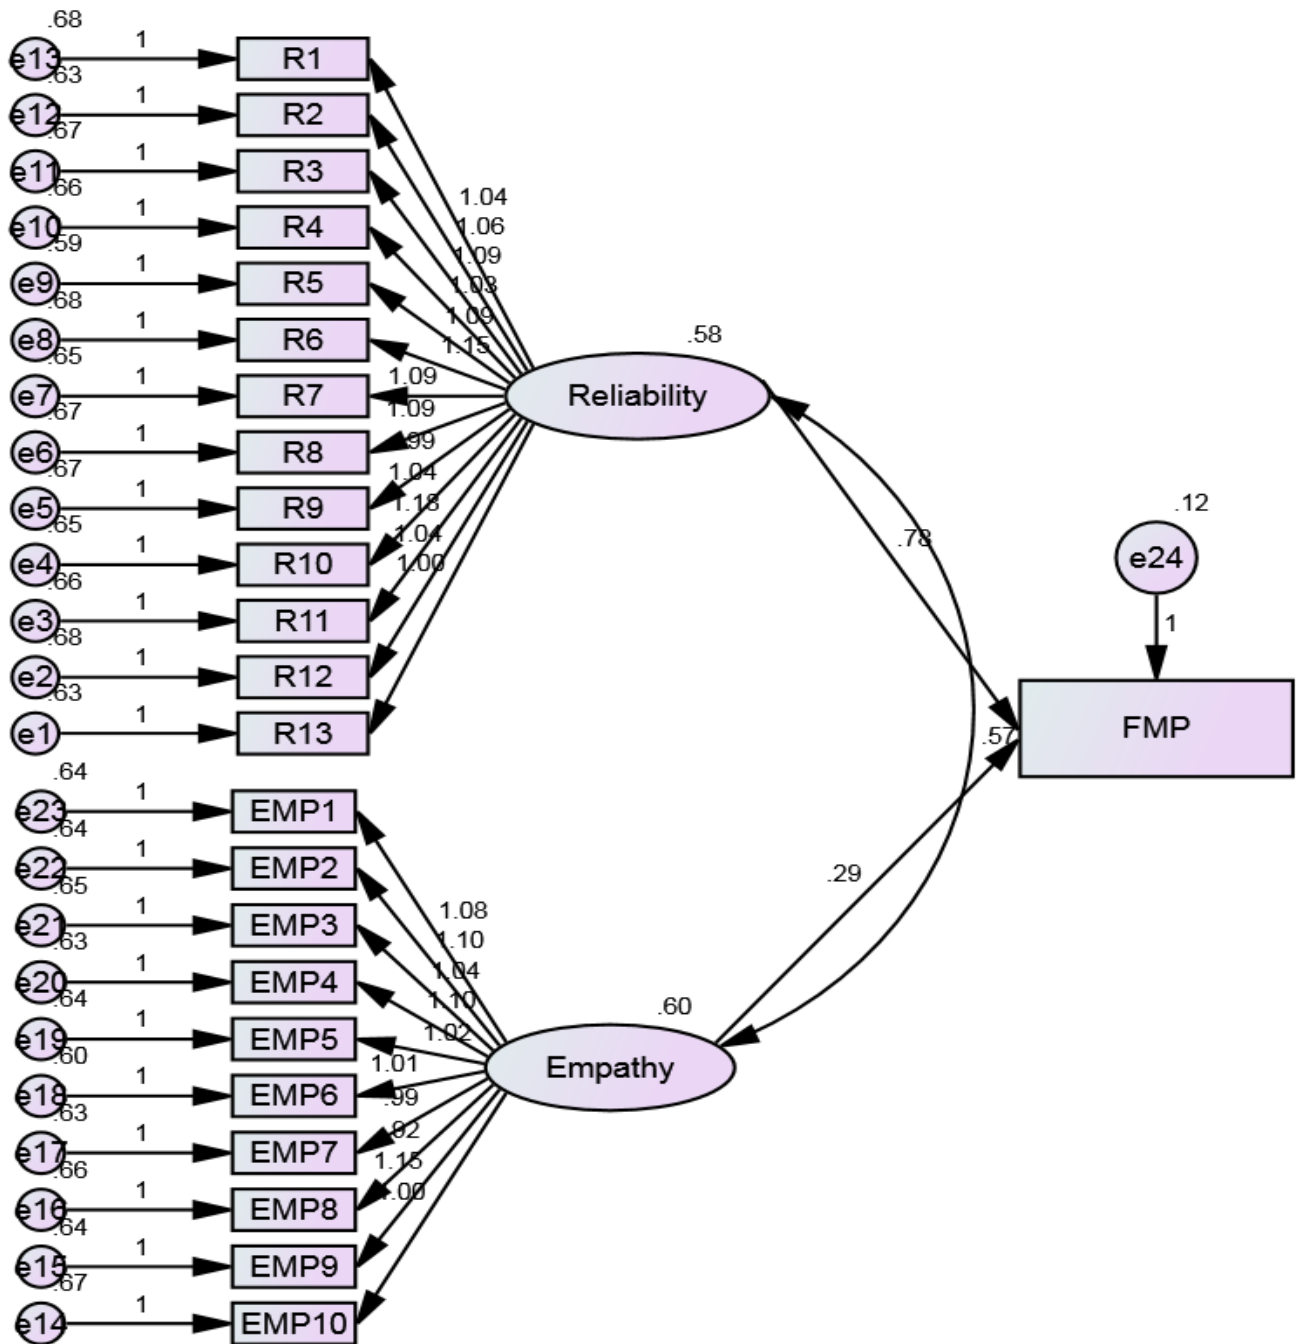 .68
e13 1 R1
.63
e12 1 R2
.67
e11 1 R3
.66
e10 1 R4
.59
e9 1 R5
.68
e8 1 R6
.65
e7 1 R7
.67
e6 1 R8
.67
e5 1 R9
.65
e4 1 R10
.66
e3 1 R11
.68
e2 1 R12
.63
e1 1 R13
1.04
1.06
1.09
1.03
1.09
1.15
1.09
1.09
.99
1.04
1.18
1.04
1.00
.58
Reliability
.78
.12
e24
1
FMP
.57
.29
.64
e23 1 EMP1
.64
e22 1 EMP2
.65
e21 1 EMP3
.63
e20 1 EMP4
.64
e19 1 EMP5
.60
e18 1 EMP6
.63
e17 1 EMP7
.66
e16 1 EMP8
.64
e15 1 EMP9
.67
e14 1 EMP10
1.08
1.10
1.04
1.10
1.02
1.01
.99
.92
1.15
1.00
.60
Empathy